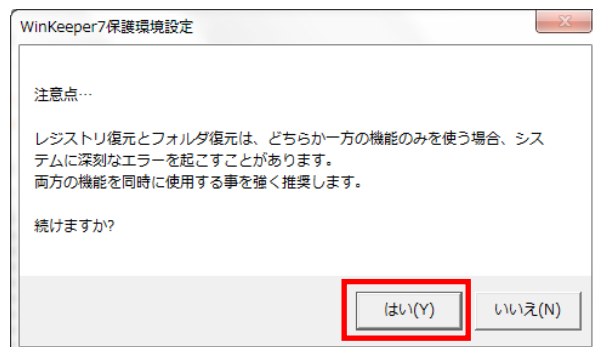 WinKeeper7保護環境設定
注意点…
レジストリ復元とフォルダ復元は、どちらか一方の機能のみを使う場合、シス
テムに深刻なエラーを起こすことがあります。
両方の機能を同時に使用する事を強く推奨します。
続けますか?
はい(Y)
いいえ(N)